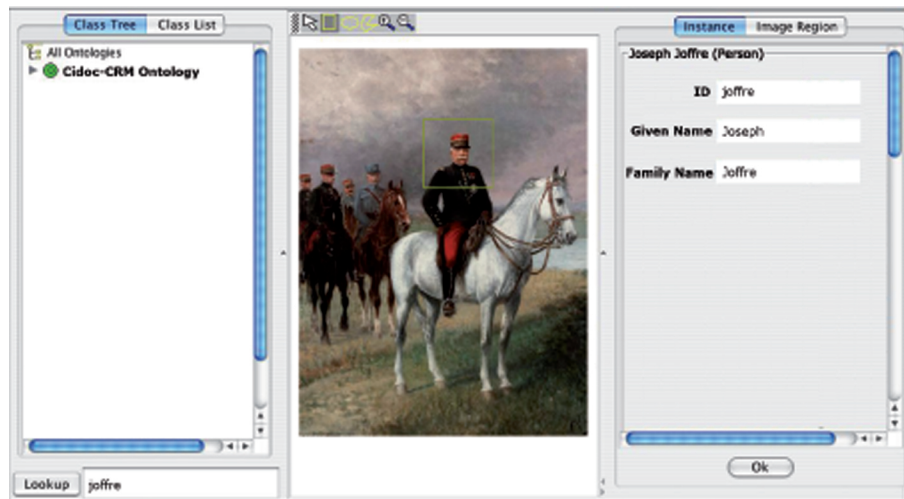 Class Tree Class List
All Ontologies
Cidoc-CRM Ontology
Lookup joffre
Instance Image Region
Joseph Joffre (Person)
ID joffre
Given Name Joseph
Family Name Joffre
Ok